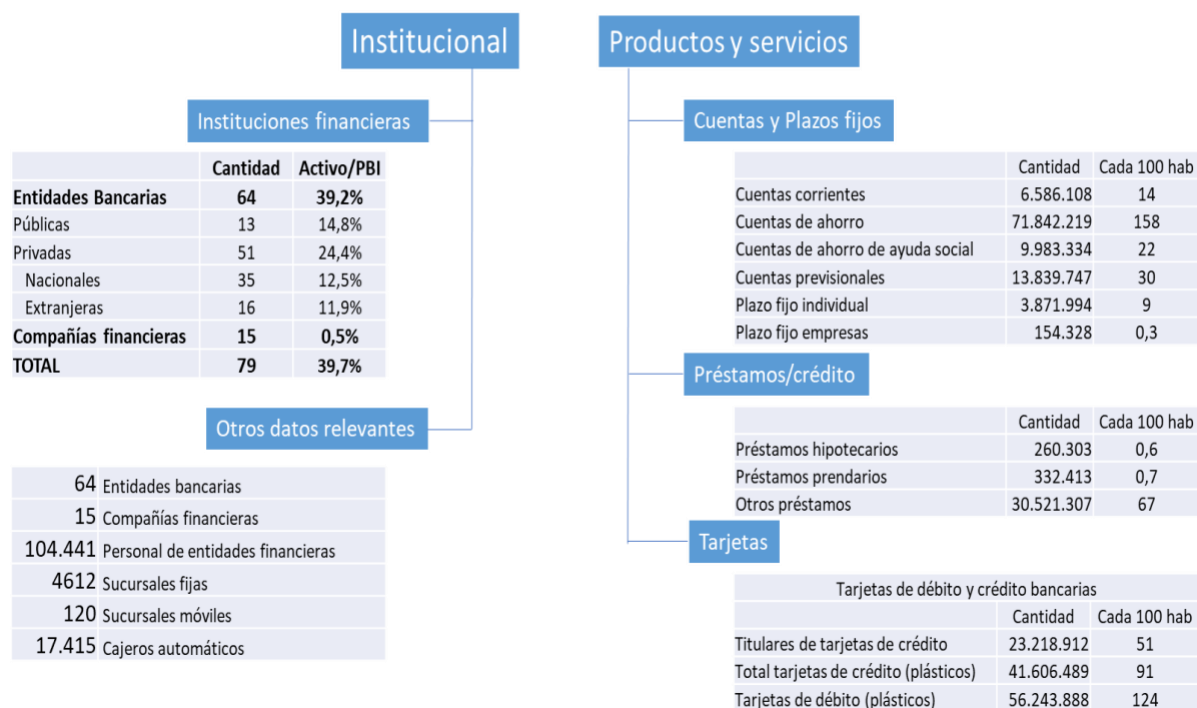 Institucional
Instituciones financieras
Cantidad Activo/PBI
Entidades Bancarias 64 39,2%
Públicas 13 14,8%
Privadas 51 24,4%
Nacionales 35 12,5%
Extranjeras 16 11,9%
Compañías financieras 15 0,5%
TOTAL 79 39,7%
Otros datos relevantes
64 Entidades bancarias
15 Compañías financieras
104.441 Personal de entidades financieras
4612 Sucursales fijas
120 Sucursales móviles
17.415 Cajeros automáticos
Productos y servicios
Cuentas y Plazos fijos
Cantidad Cada 100 hab
Cuentas corrientes 6.586.108 14
Cuentas de ahorro 71.842.219 158
Cuentas de ahorro de ayuda social 9.983.334 22
Cuentas previsionales 13.839.747 30
Plazo fijo individual 3.871.994 9
Plazo fijo empresas 154.328 0,3
Préstamos/crédito
Cantidad Cada 100 hab
Préstamos hipotecarios 260.303 0,6
Préstamos prendarios 332.413 0,7
Otros préstamos 30.521.307 67
Tarjetas
Tarjetas de débito y crédito bancarias
Cantidad Cada 100 hab
Titulares de tarjetas de crédito 23.218.912 51
Total tarjetas de crédito (plásticos) 41.606.489 91
Tarjetas de débito (plásticos) 56.243.888 124